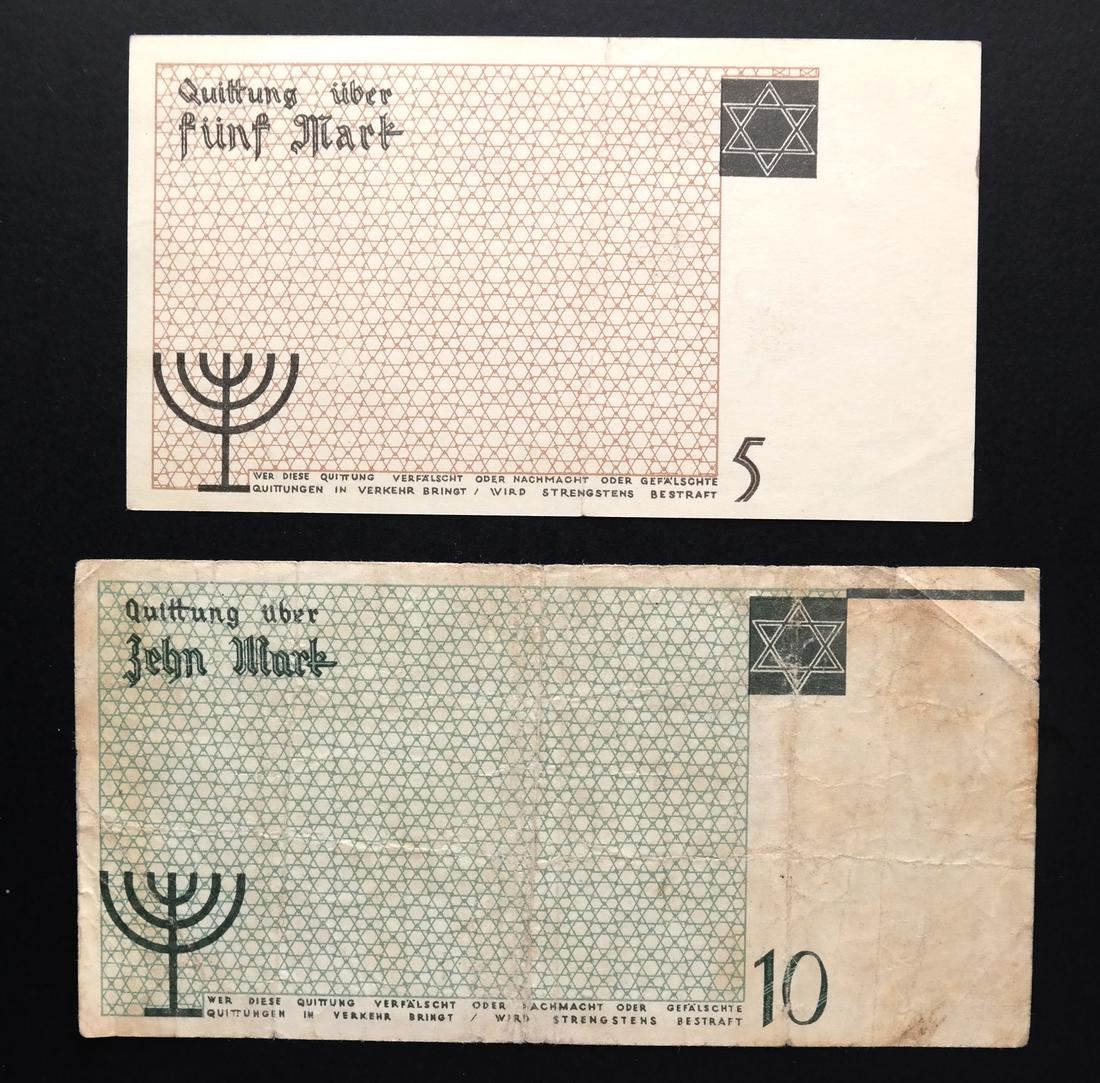 Quittung über
fünf Mark
WER DIESE QUITTUNG VERFÄLSCHT ODER NACHMACHT ODER GEFÄLSCHTE
QUITTUNGEN IN VERKEHR BRINGT / WIRD STRENGSTENS BESTRAFT
5
Quittung über
Zehn Mark
WER DIESE QUITTUNG VERFÄLSCHT ODER NACHMACHT ODER GEFÄLSCHTE
QUITTUNGEN IN VERKEHR BRINGT / WIRD STRENGSTENS BESTRAFT
10